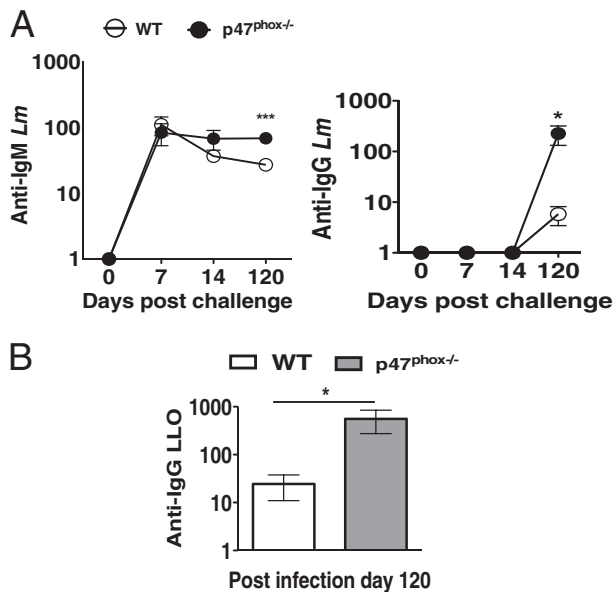 A
WT p47phox-/-
1000
100
10
1
Anti-IgM Lm
***
0 7 14 120
Days post challenge
1000
100
10
1
Anti-IgG Lm
*
0 7 14 120
Days post challenge
B
WT p47phox-/-
1000
100
10
1
Anti-IgG LLO
*
Post infection day 120